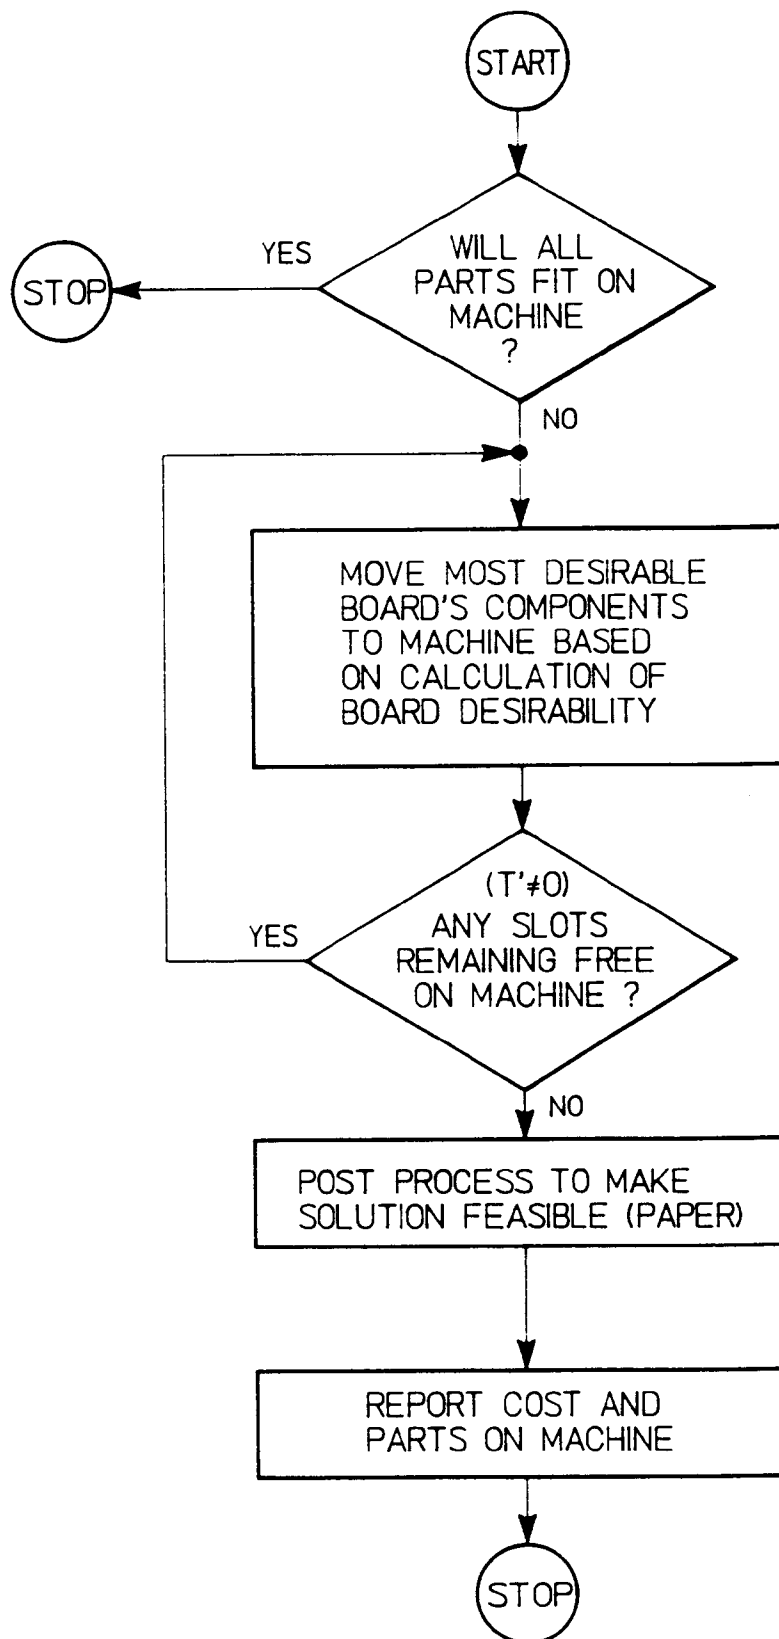 START
WILL ALL
PARTS FIT ON
MACHINE
?
YES
STOP
NO
MOVE MOST DESIRABLE
BOARD'S COMPONENTS
TO MACHINE BASED
ON CALCULATION OF
BOARD DESIRABILITY
(T'≠0)
ANY SLOTS
REMAINING FREE
ON MACHINE ?
YES
NO
POST PROCESS TO MAKE
SOLUTION FEASIBLE (PAPER)
REPORT COST AND
PARTS ON MACHINE
STOP